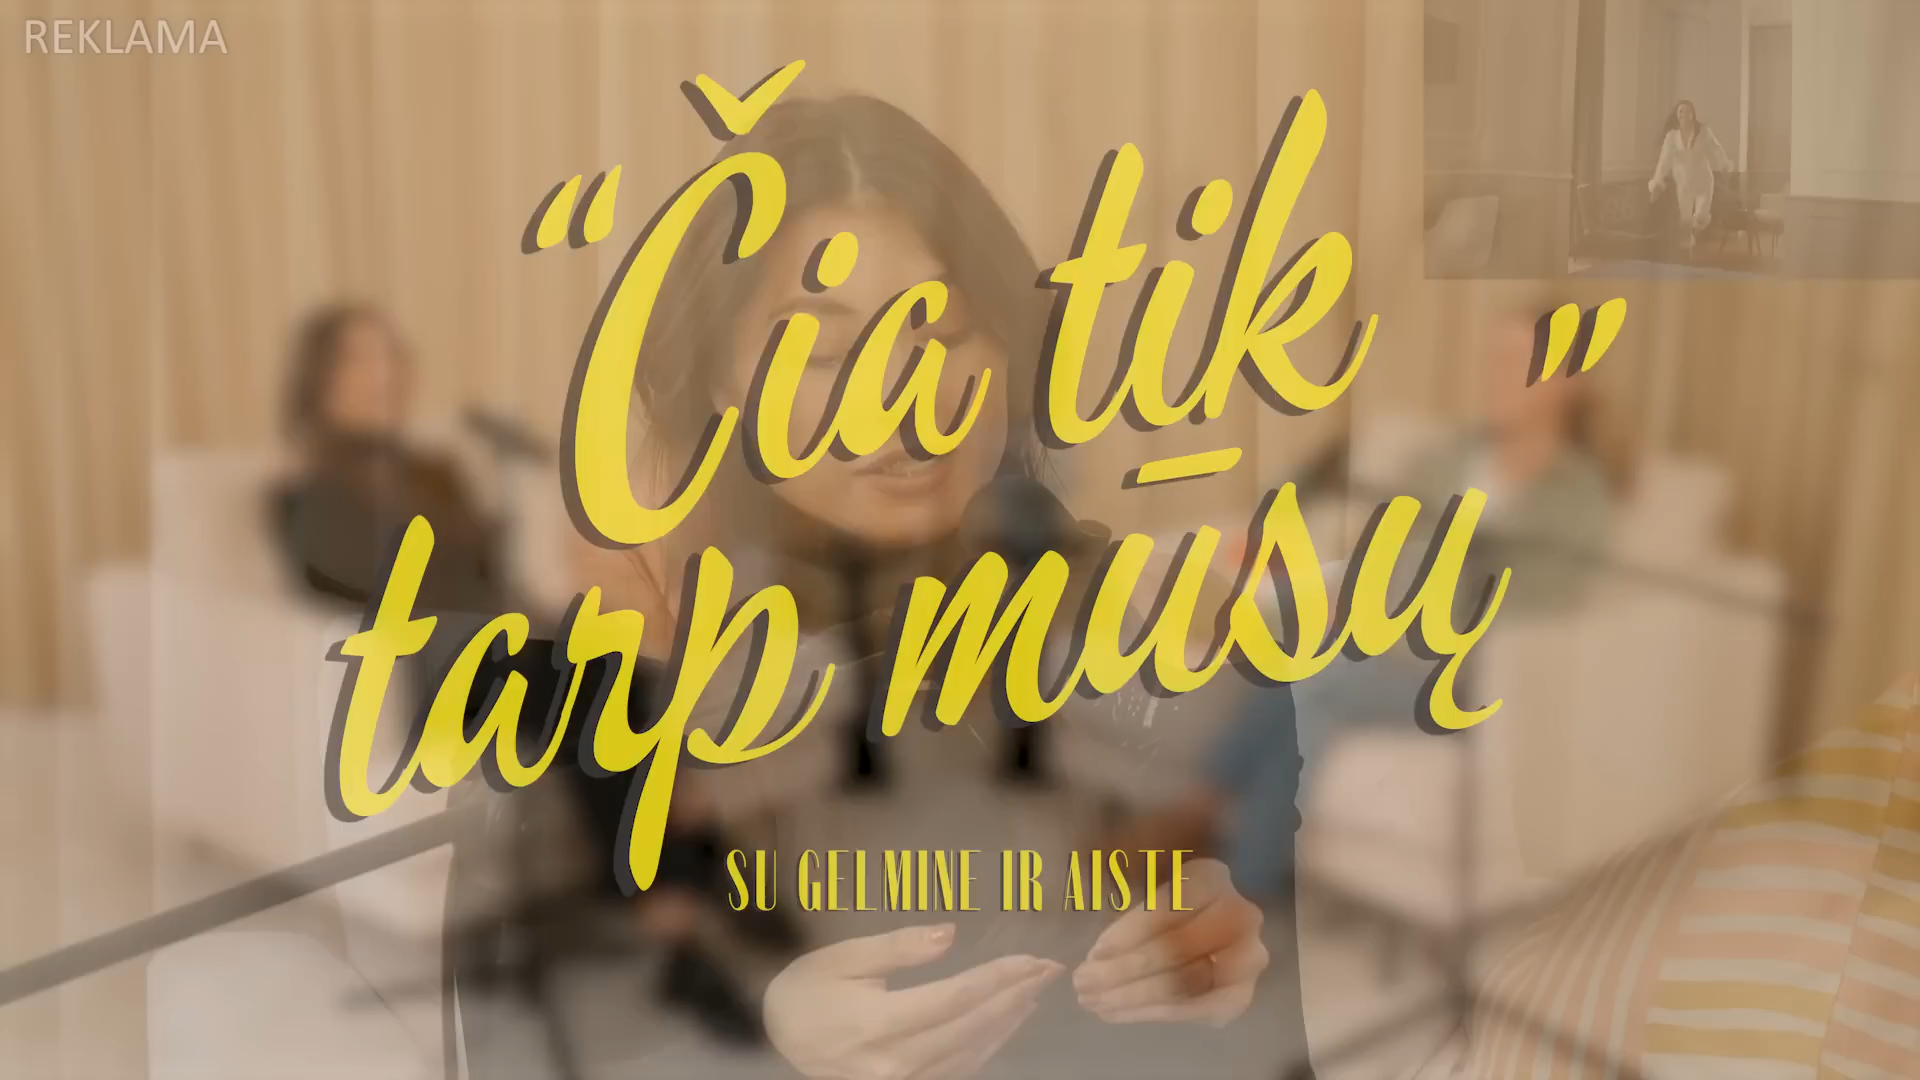 REKLAMA
“Čia tik
tarp mūsų”
SU GELMINE IR AISTE